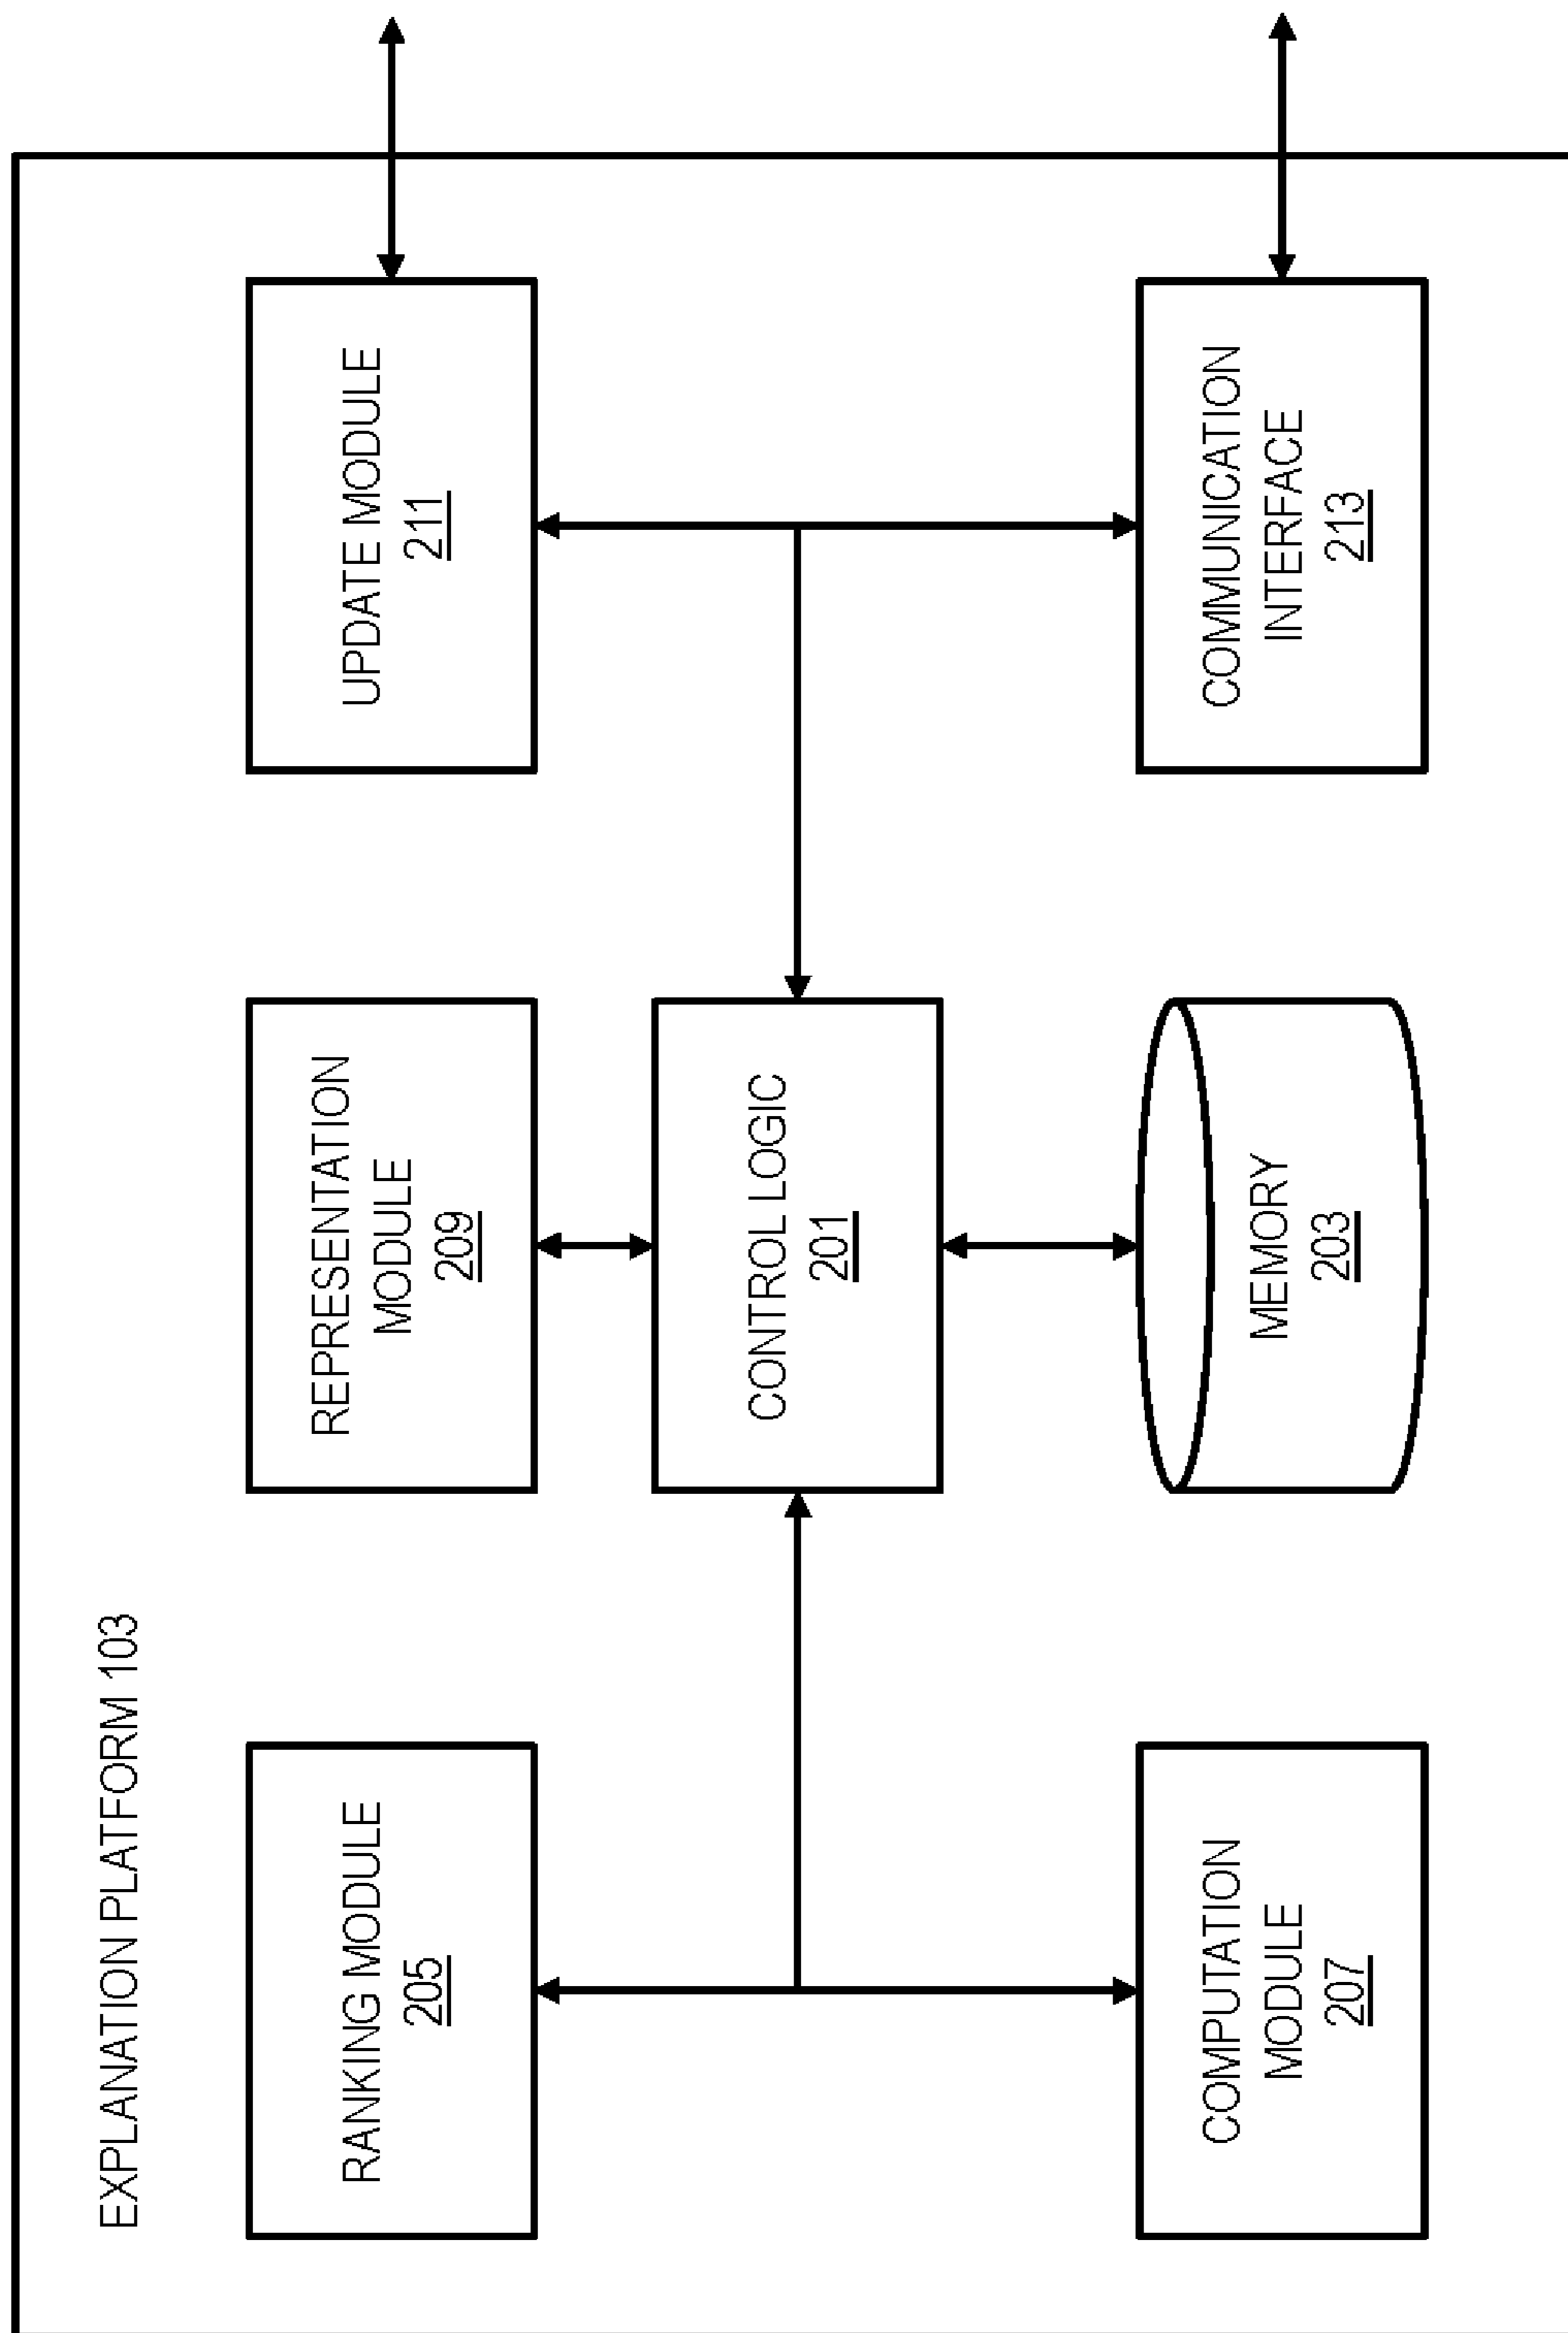 EXPLANATION PLATFORM 103
RANKING MODULE
205
REPRESENTATION
MODULE
209
UPDATE MODULE
211
CONTROL LOGIC
201
COMPUTATION
MODULE
207
MEMORY
203
COMMUNICATION
INTERFACE
213